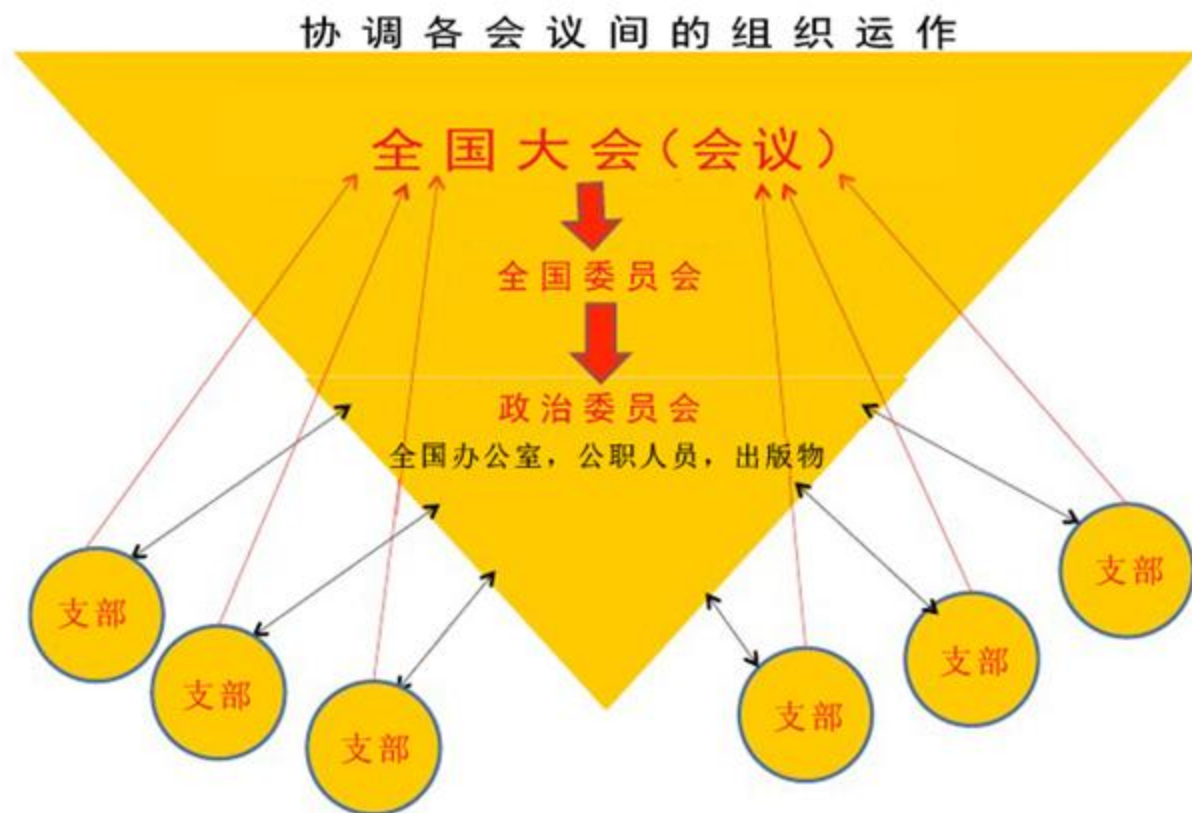 协调各会议间的组织运作
全国大会(会议)
全国委员会
政治委员会
全国办公室，公职人员，出版物
支部
支部
支部
支部
支部
支部